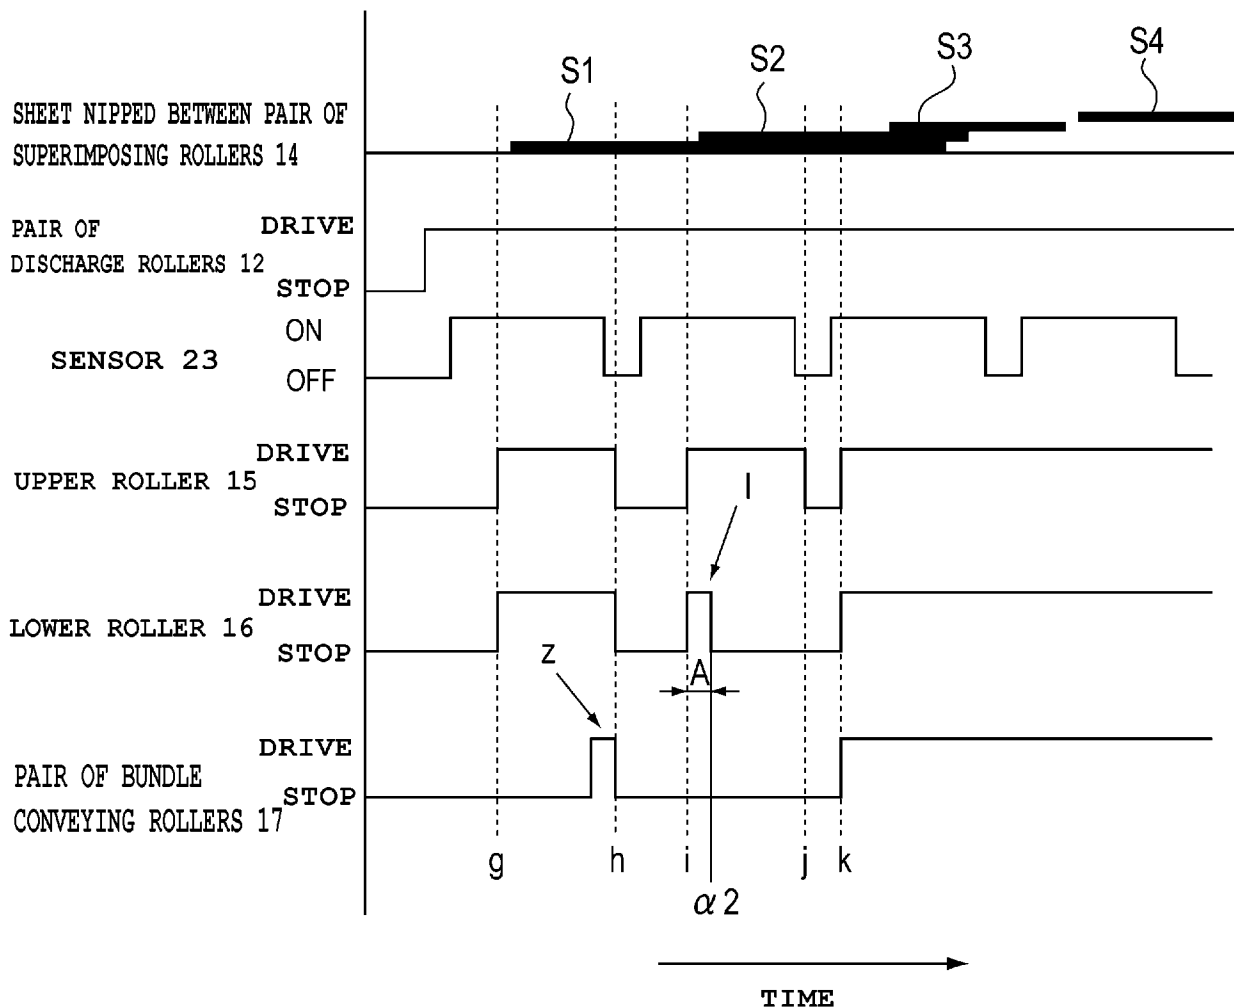 S1
S2
S3
S4
SHEET NIPPED BETWEEN PAIR OF
SUPERIMPOSING ROLLERS 14
PAIR OF
DISCHARGE ROLLERS 12
DRIVE
STOP
SENSOR 23
ON
OFF
UPPER ROLLER 15
DRIVE
STOP
l
LOWER ROLLER 16
DRIVE
STOP
z
A
PAIR OF BUNDLE
CONVEYING ROLLERS 17
DRIVE
STOP
g
h
i
j
k
α2
TIME